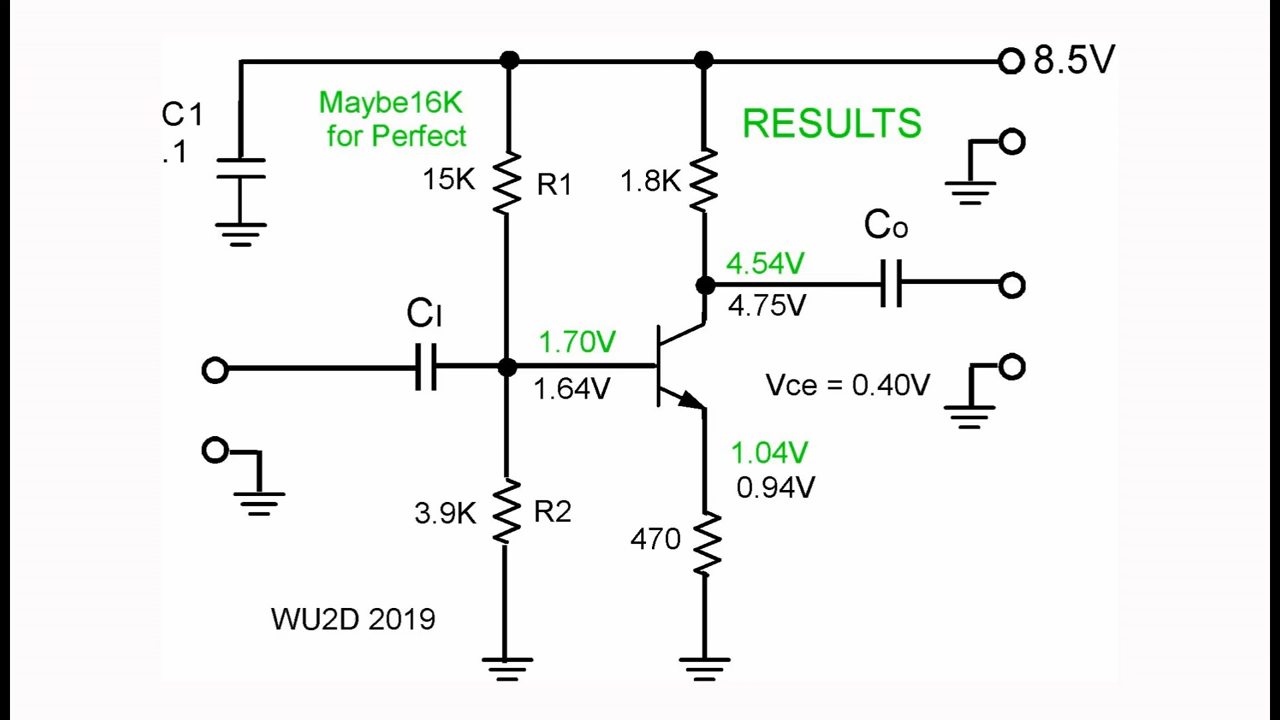 8.5V
C1
.1
Maybe16K
for Perfect
RESULTS
15K
R1
1.8K
Co
4.54V
4.75V
CI
1.70V
1.64V
Vce = 0.40V
1.04V
0.94V
3.9K
R2
470
WU2D 2019